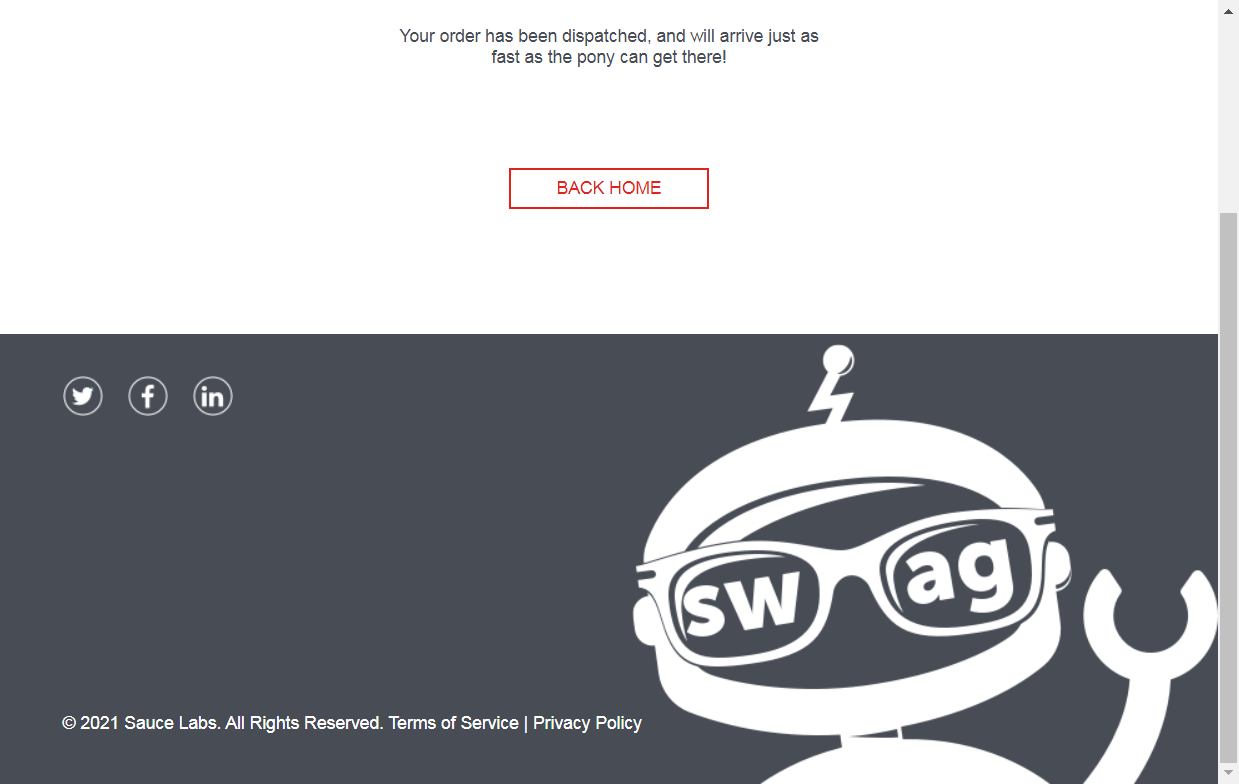 Your order has been dispatched, and will arrive just as
fast as the pony can get there!
BACK HOME
sw ag
© 2021 Sauce Labs. All Rights Reserved. Terms of Service | Privacy Policy